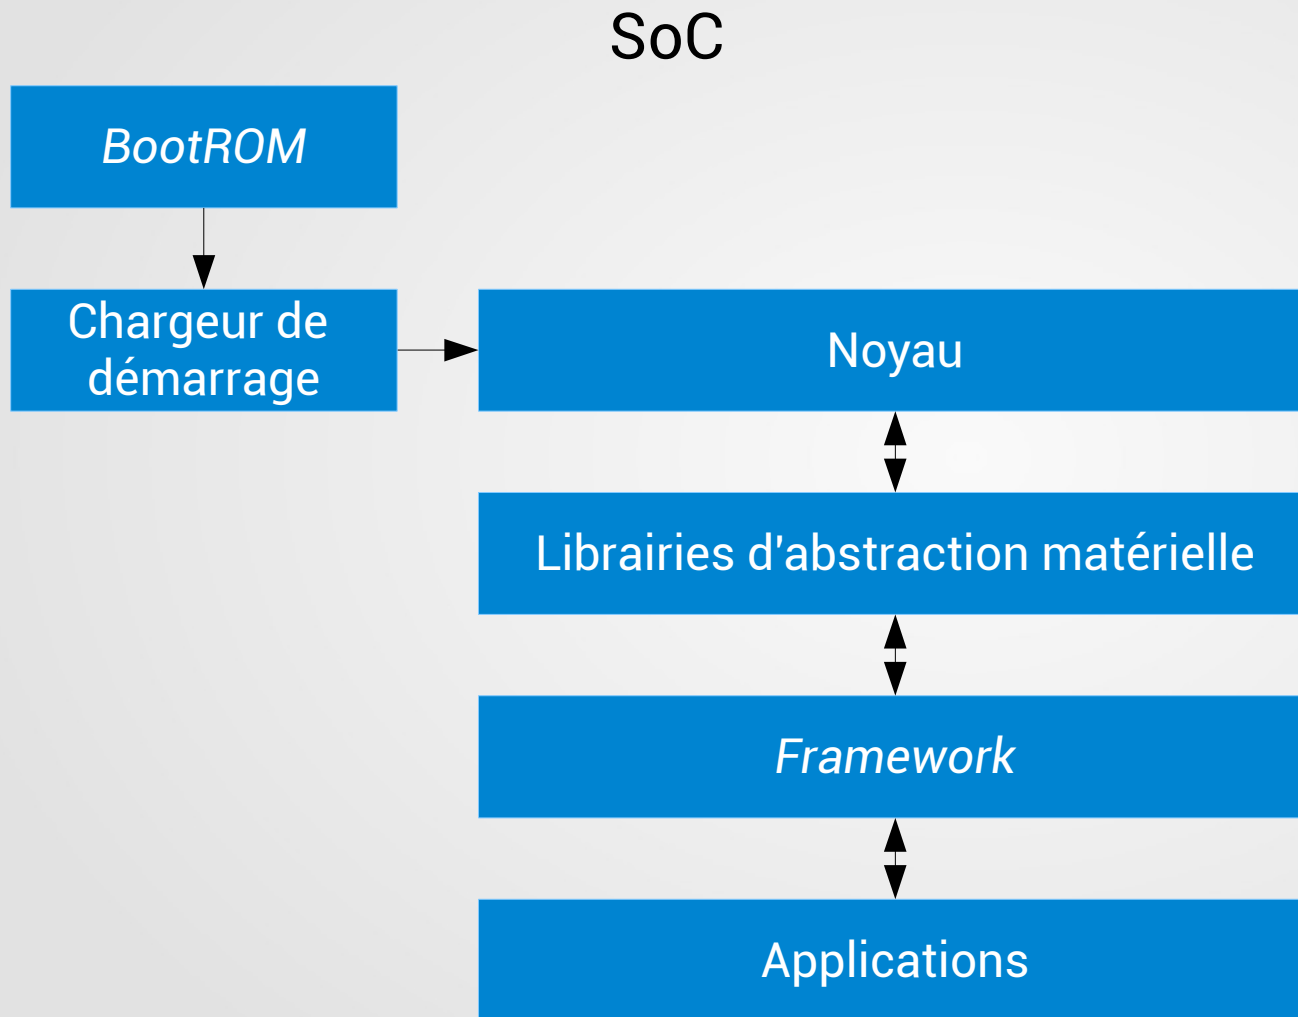 SoC
BootROM
Chargeur de
démarrage
Noyau
Librairies d'abstraction matérielle
Framework
Applications